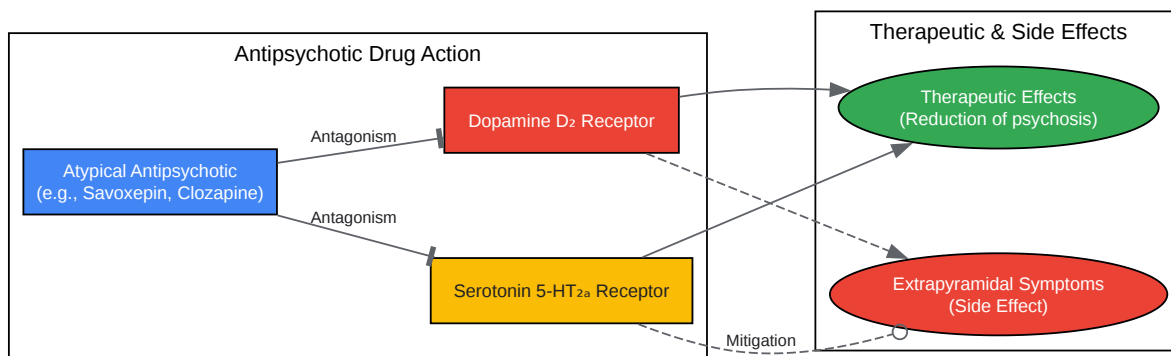 Antipsychotic Drug Action
Therapeutic & Side Effects
Atypical Antipsychotic
(e.g., Savoxepin, Clozapine)
Antagonism
Antagonism
Dopamine D₂ Receptor
Serotonin 5-HT₂ₐ Receptor
Therapeutic Effects
(Reduction of psychosis)
Extrapyramidal Symptoms
(Side Effect)
Mitigation